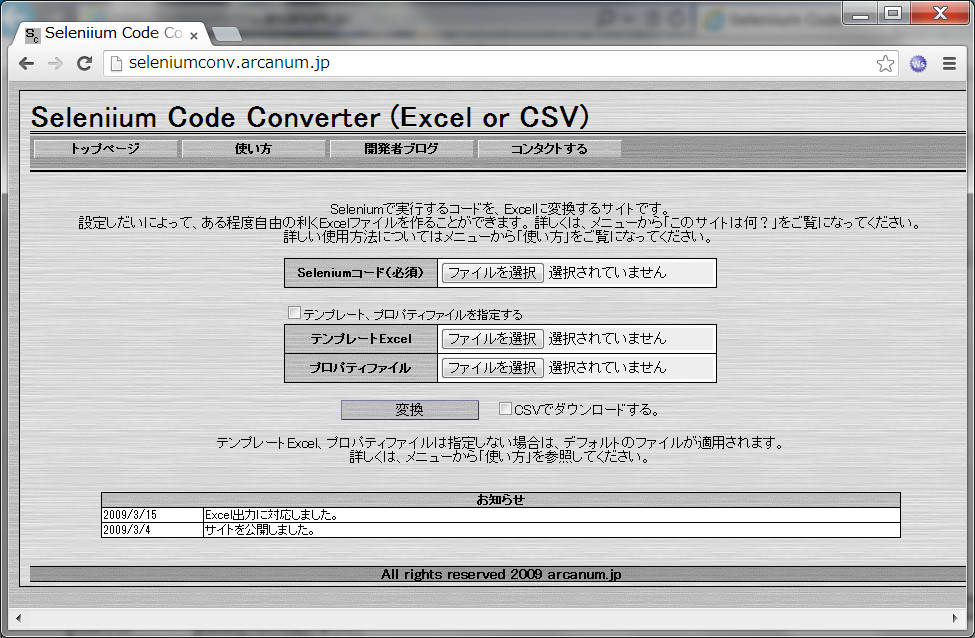 Seleniium Code Co
seleniumconv.arcanum.jp
Seleniium Code Converter (Excel or CSV)
トップページ 使い方 開発者ブログ コンタクトする
Seleniumで実行するコードを、Excelに変換するサイトです。
設定しだいによって、ある程度自由の利くExcelファイルを作ることができます。詳しくは、メニューから「このサイトは何？」をご覧になってください。
詳しい使用方法についてはメニューから「使い方」をご覧になってください。
Seleniumコード(必須) ファイルを選択 選択されていません
テンプレート、プロパティファイルを指定する
テンプレートExcel ファイルを選択 選択されていません
プロパティファイル ファイルを選択 選択されていません
変換 CSVでダウンロードする。
テンプレートExcel、プロパティファイルは指定しない場合は、デフォルトのファイルが適用されます。
詳しくは、メニューから「使い方」を参照してください。
お知らせ
2009/3/15 Excel出力に対応しました。
2009/3/4 サイトを公開しました。
All rights reserved 2009 arcanum.jp